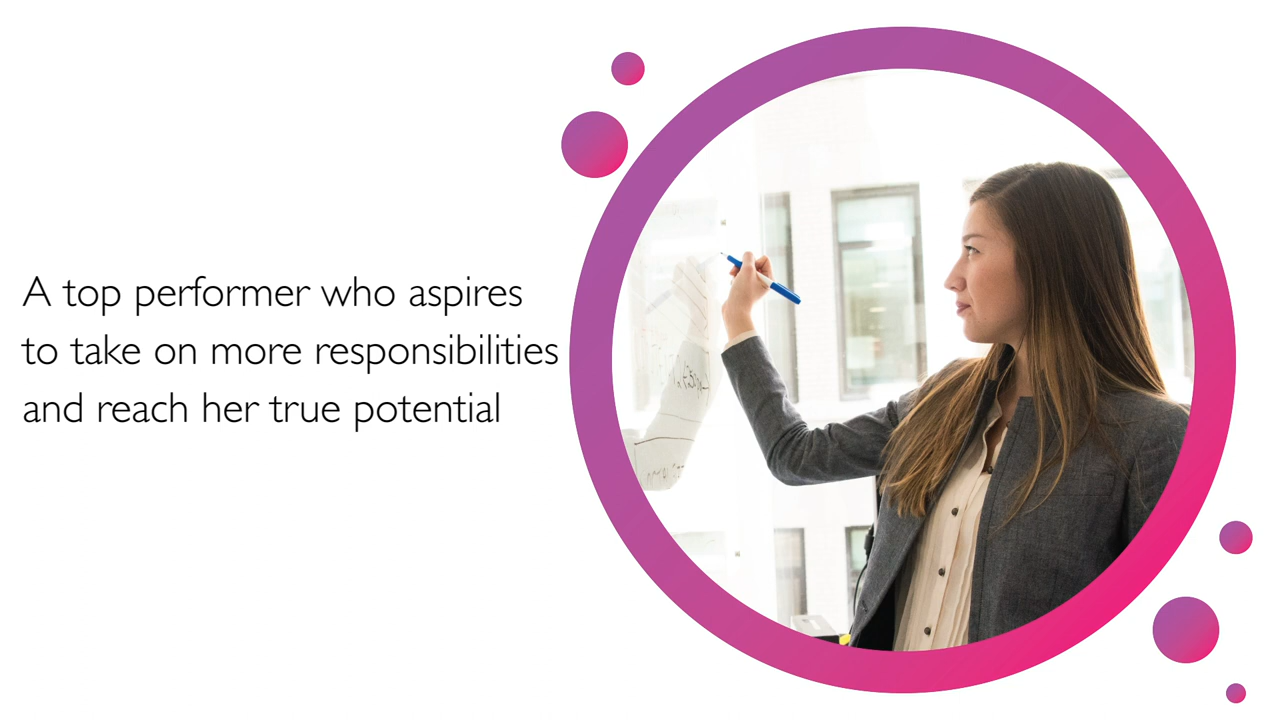 A top performer who aspires
to take on more responsibilities
and reach her true potential